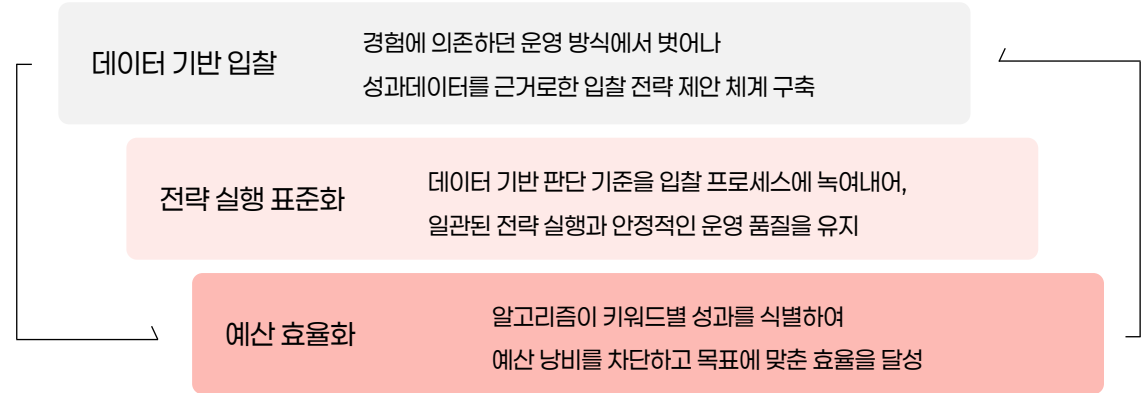 데이터 기반 입찰
경험에 의존하던 운영 방식에서 벗어나
성과데이터를 근거로한 입찰 전략 제안 체계 구축
전략 실행 표준화
데이터 기반 판단 기준을 입찰 프로세스에 녹여내어,
일관된 전략 실행과 안정적인 운영 품질을 유지
예산 효율화
알고리즘이 키워드별 성과를 식별하여
예산 낭비를 차단하고 목표에 맞춘 효율을 달성